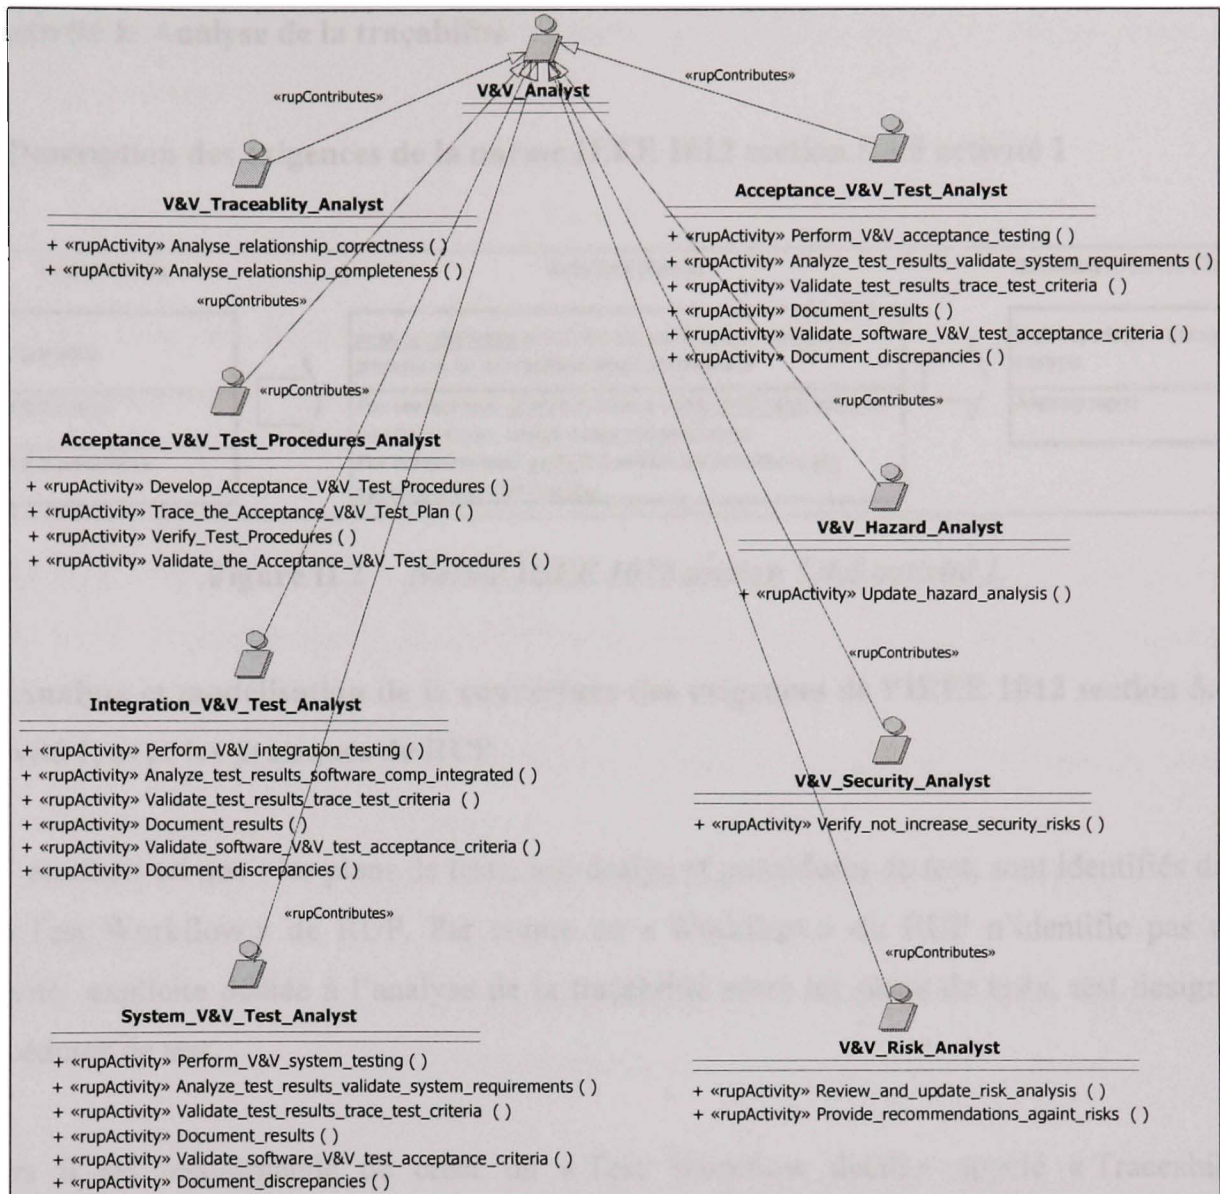 V&V_Analyst
«rupContributes»
«rupContributes»
V&V_Traceablity_Analyst
+ «rupActivity» Analyse_relationship_correctness ( )
+ «rupActivity» Analyse_relationship_completeness ( )
«rupContributes»
Acceptance_V&V_Test_Analyst
+ «rupActivity» Perform_V&V_acceptance_testing ( )
+ «rupActivity» Analyze_test_results_validate_system_requirements ( )
+ «rupActivity» Validate_test_results_trace_test_criteria ( )
+ «rupActivity» Document_results ( )
+ «rupActivity» Validate_software_V&V_test_acceptance_criteria ( )
+ «rupActivity» Document_discrepancies ( )
«rupContributes»
«rupContributes»
Acceptance_V&V_Test_Procedures_Analyst
+ «rupActivity» Develop_Acceptance_V&V_Test_Procedures ( )
+ «rupActivity» Trace_the_Acceptance_V&V_Test_Plan ( )
+ «rupActivity» Verify_Test_Procedures ( )
+ «rupActivity» Validate_the_Acceptance_V&V_Test_Procedures ( )
V&V_Hazard_Analyst
+ «rupActivity» Update_hazard_analysis ( )
«rupContributes»
Integration_V&V_Test_Analyst
+ «rupActivity» Perform_V&V_integration_testing ( )
+ «rupActivity» Analyze_test_results_software_comp_integrated ( )
+ «rupActivity» Validate_test_results_trace_test_criteria ( )
+ «rupActivity» Document_results ( )
+ «rupActivity» Validate_software_V&V_test_acceptance_criteria ( )
+ «rupActivity» Document_discrepancies ( )
V&V_Security_Analyst
+ «rupActivity» Verify_not_increase_security_risks ( )
«rupContributes»
«rupContributes»
System_V&V_Test_Analyst
+ «rupActivity» Perform_V&V_system_testing ( )
+ «rupActivity» Analyze_test_results_validate_system_requirements ( )
+ «rupActivity» Validate_test_results_trace_test_criteria ( )
+ «rupActivity» Document_results ( )
+ «rupActivity» Validate_software_V&V_test_acceptance_criteria ( )
+ «rupActivity» Document_discrepancies ( )
V&V_Risk_Analyst
+ «rupActivity» Review_and_update_risk_analysis ( )
+ «rupActivity» Provide_recommendations_againt_risks ( )